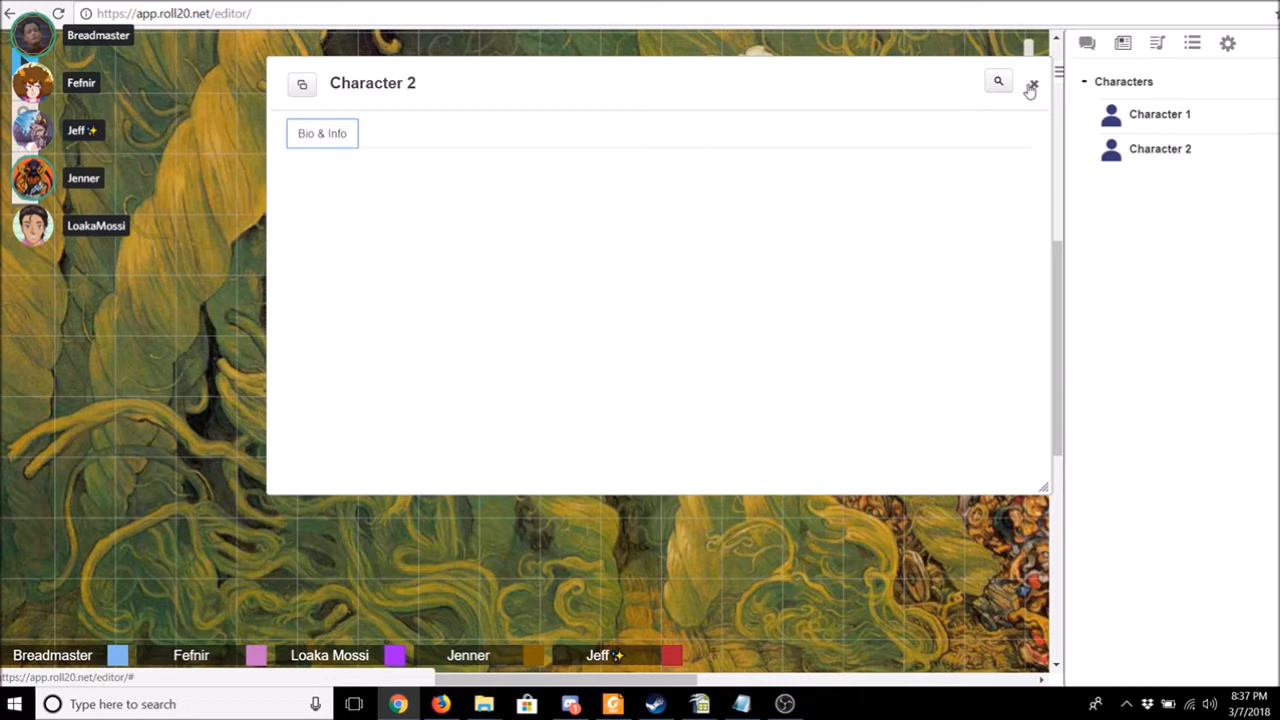 https://app.roll20.net/editor/
Breadmaster
Fefnir
Jeff✨
Jenner
LoakaMossi
Character 2
Bio & Info
Characters
Character 1
Character 2
Breadmaster
Fefnir
Loaka Mossi
Jenner
Jeff✨
https://app.roll20.net/editor/#
Type here to search
8:37 PM
3/7/2018